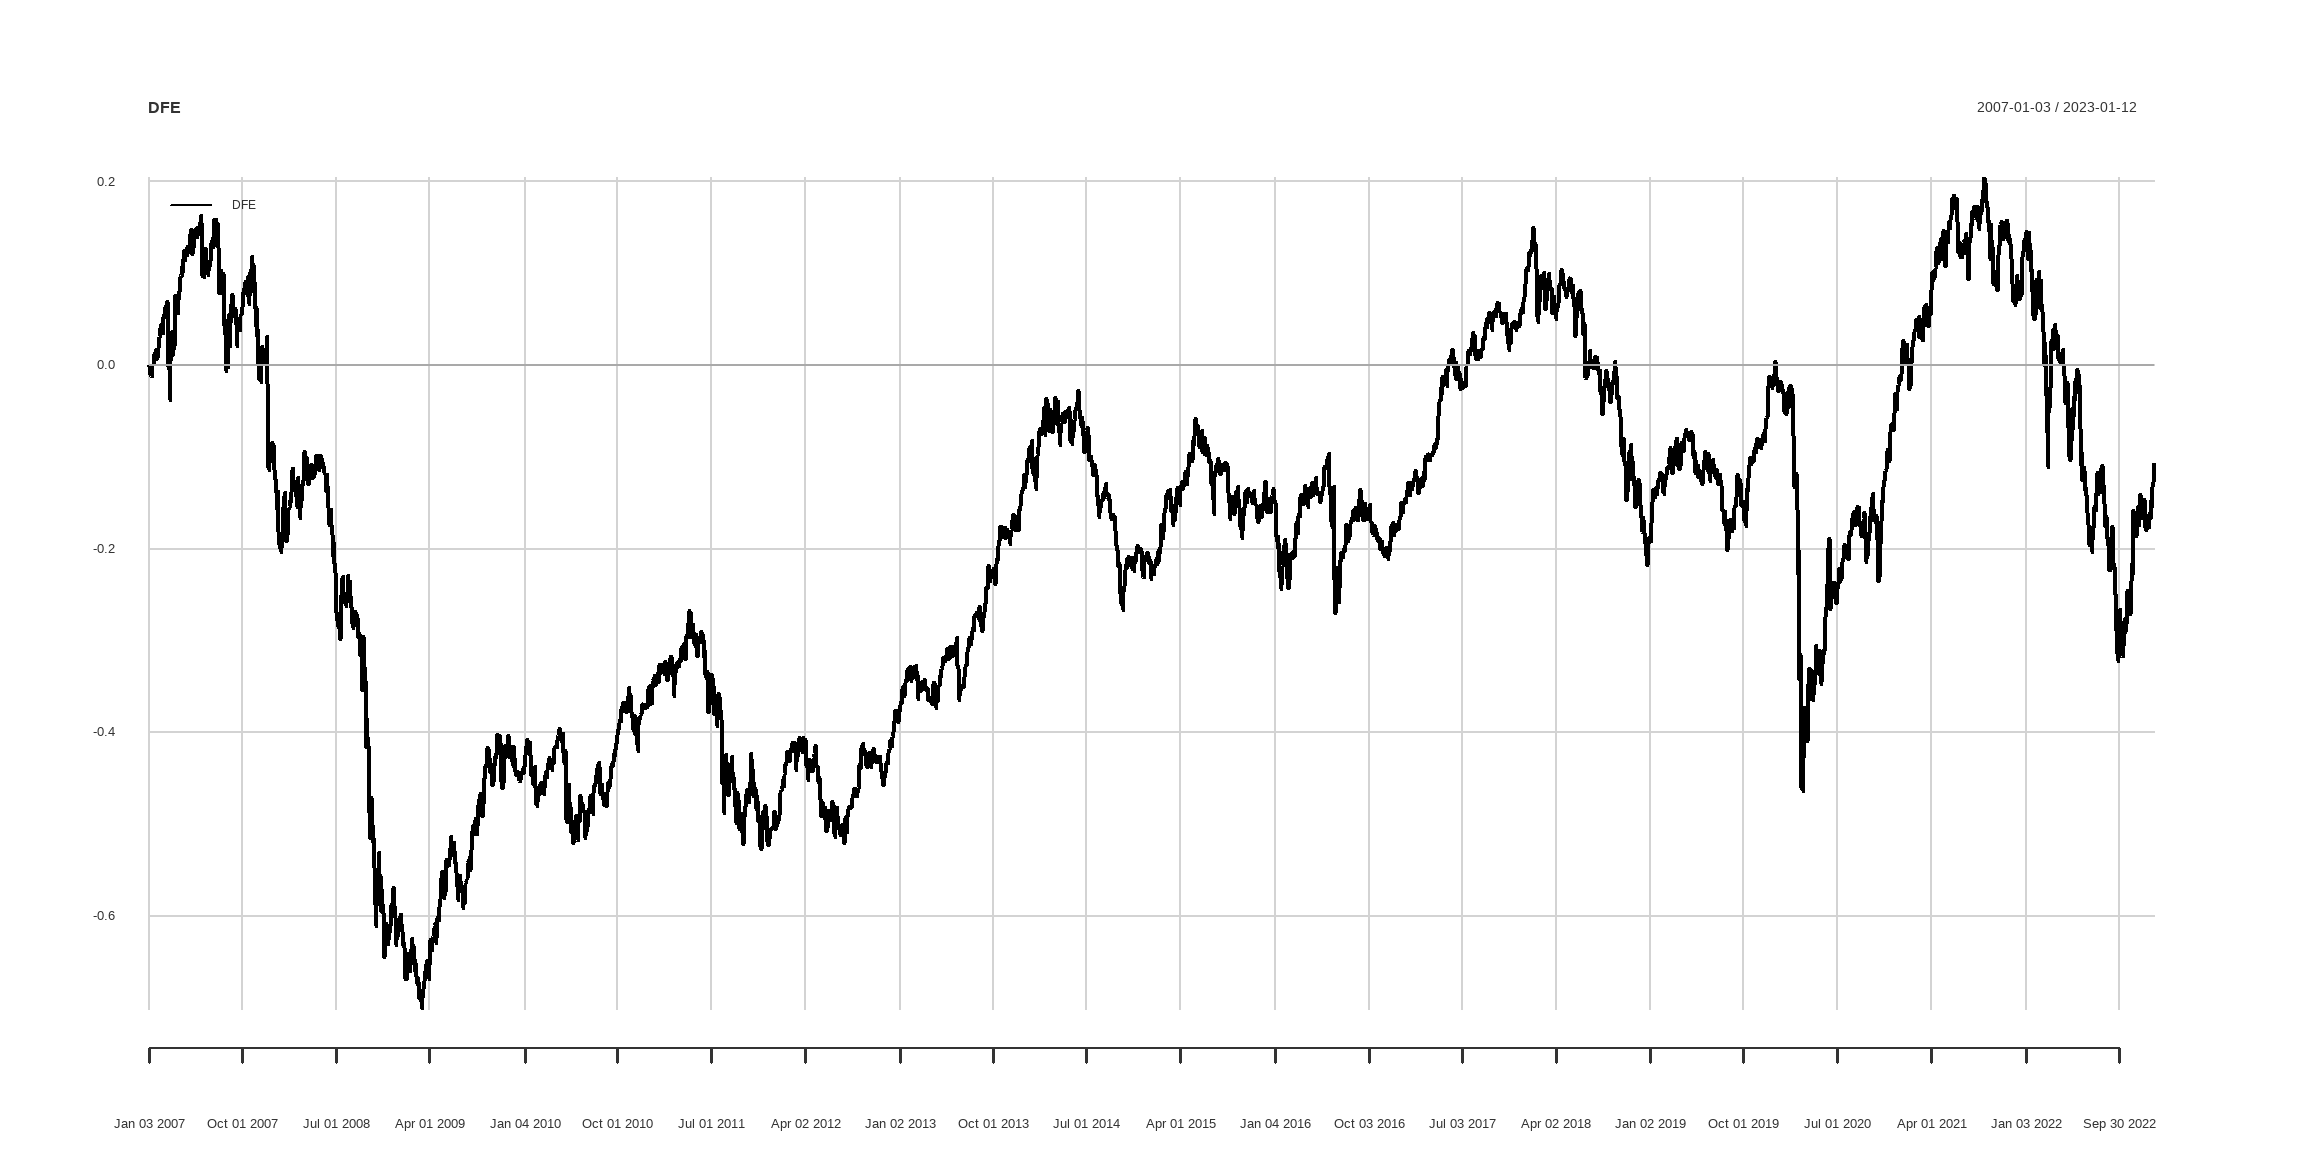 DFE
2007-01-03 / 2023-01-12
0.2
DFE
0.0
-0.2
-0.4
-0.6
Jan 03 2007 Oct 01 2007 Jul 01 2008 Apr 01 2009 Jan 04 2010 Oct 01 2010 Jul 01 2011 Apr 02 2012 Jan 02 2013 Oct 01 2013 Jul 01 2014 Apr 01 2015 Jan 04 2016 Oct 03 2016 Jul 03 2017 Apr 02 2018 Jan 02 2019 Oct 01 2019 Jul 01 2020 Apr 01 2021 Jan 03 2022 Sep 30 2022